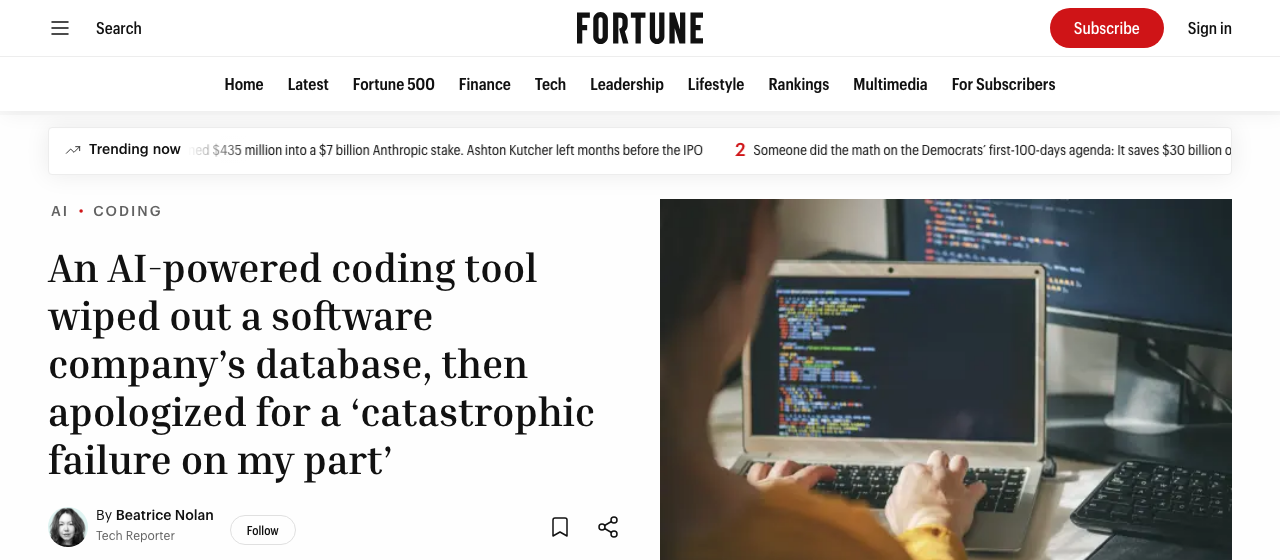 Search
FORTUNE
Subscribe
Sign in
Home Latest Fortune 500 Finance Tech Leadership Lifestyle Rankings Multimedia For Subscribers
Trending now
$435 million into a $7 billion Anthropic stake. Ashton Kutcher left months before the IPO
2 Someone did the math on the Democrats’ first-100-days agenda: It saves $30 billion
AI • CODING
An AI-powered coding tool
wiped out a software
company’s database, then
apologized for a ‘catastrophic
failure on my part’
By Beatrice Nolan
Tech Reporter
Follow